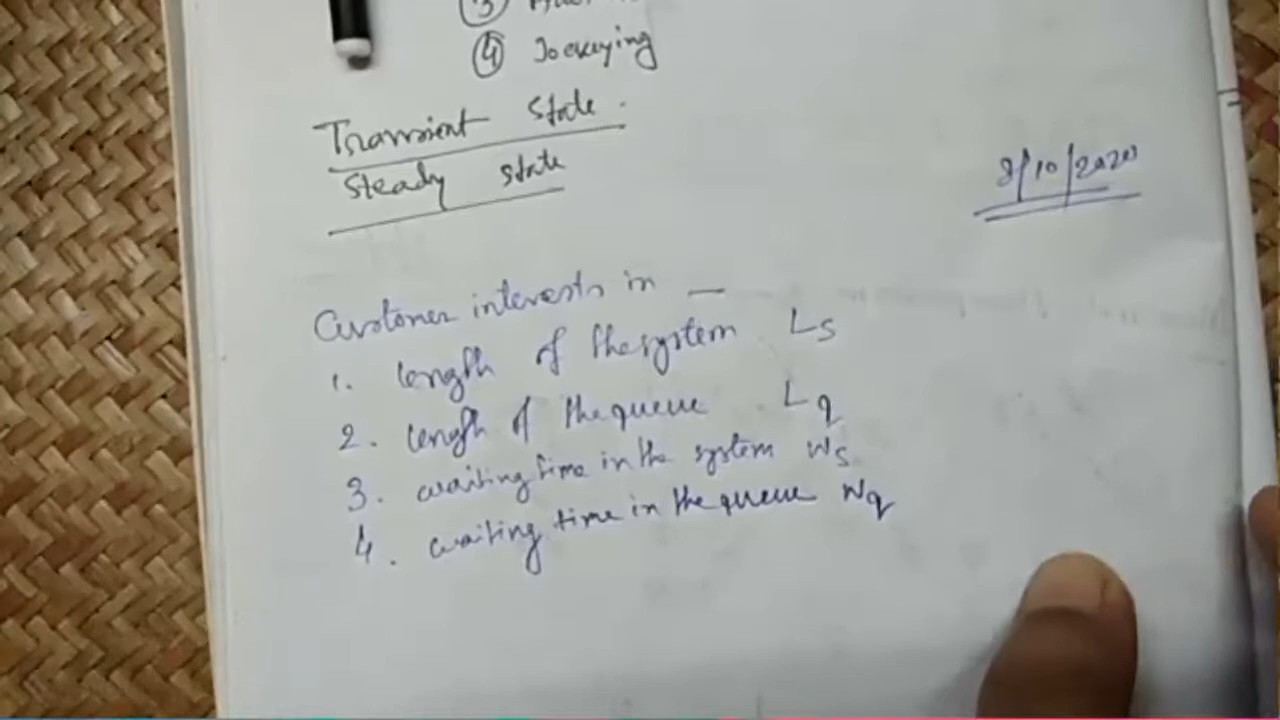 ③
④ Jockeying
Transient state.
Steady state
8/10/2020
Customer interests in —
1. length of the system Ls
2. length of the queue Lq
3. waiting time in the system Ws
4. waiting time in the queue Wq